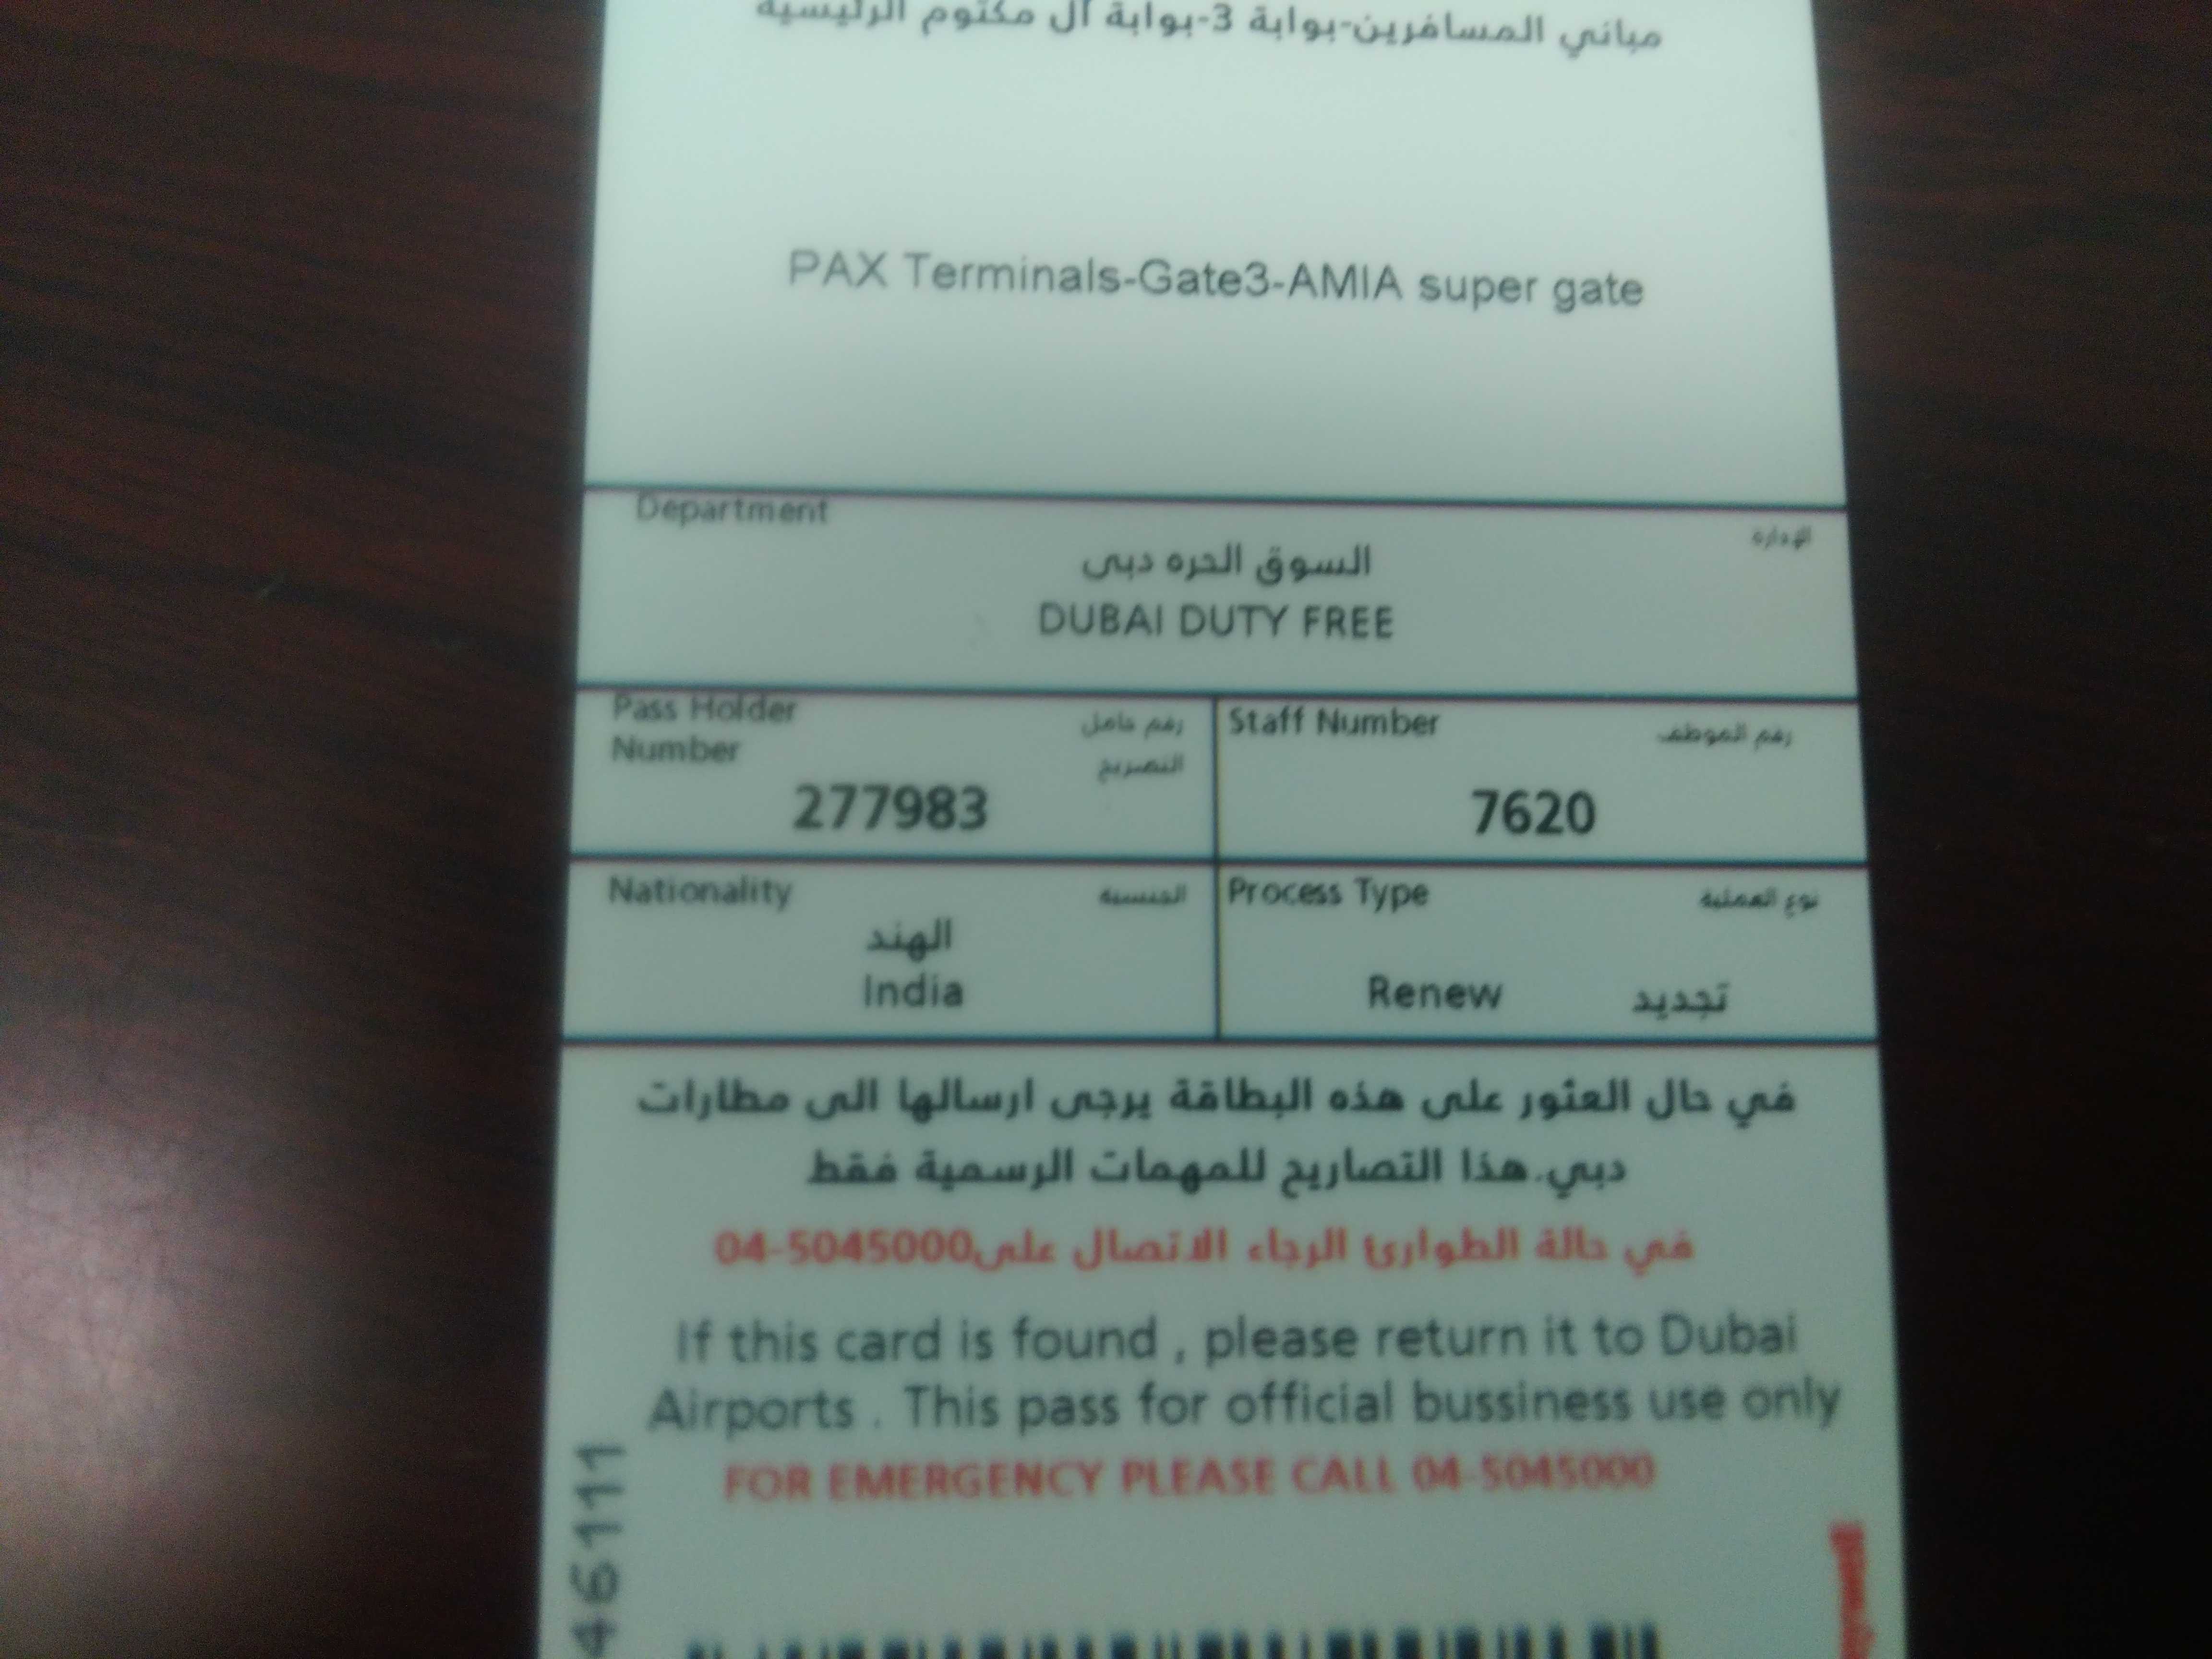 مباني المسافرين-بوابة 3-بوابة آل مكتوم الرئيسية
PAX Terminals-Gate3-AMIA super gate
Department الإدارة
السوق الحره دبى
DUBAI DUTY FREE
Pass Holder رقم حامل
Number التصريح
277983
Staff Number رقم الموظف
7620
Nationality الجنسية
الهند
India
Process Type نوع العملية
Renew تجديد
في حال العثور على هذه البطاقة يرجى ارسالها الى مطارات
دبي.هذا التصاريح للمهمات الرسمية فقط
في حالة الطوارئ الرجاء الاتصال على04-5045000
If this card is found , please return it to Dubai
Airports . This pass for official bussiness use only
FOR EMERGENCY PLEASE CALL 04-5045000
46111